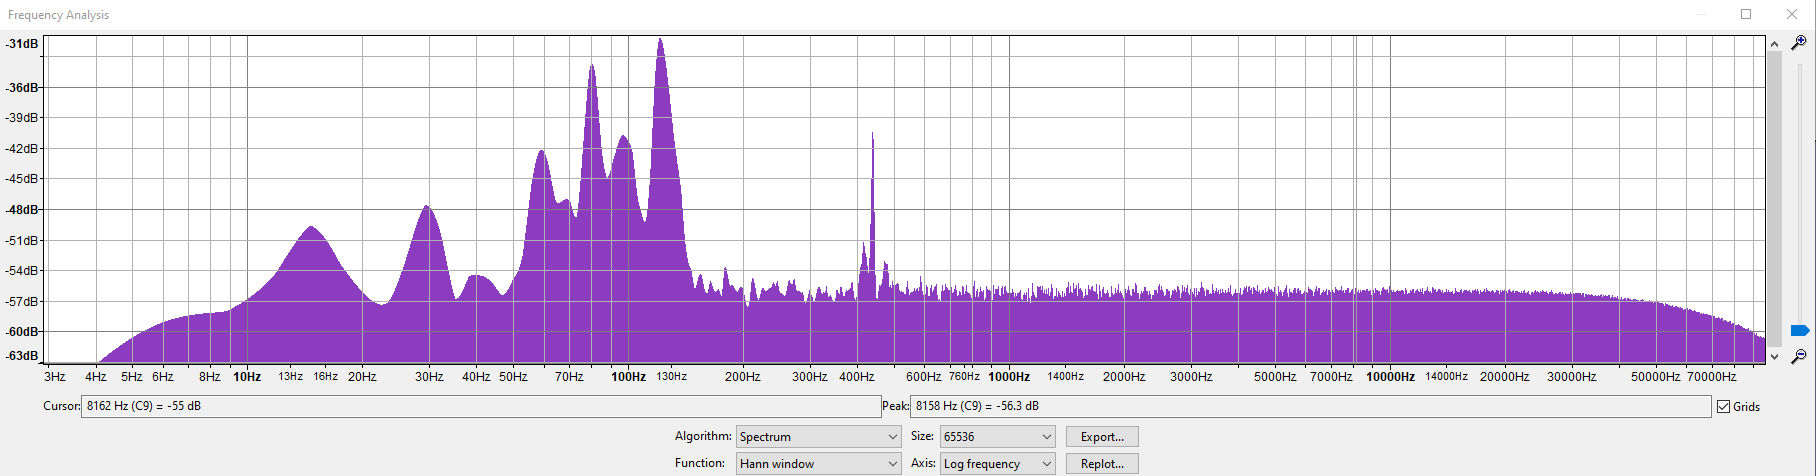 Frequency Analysis
-31dB
-36dB
-39dB
-42dB
-45dB
-48dB
-51dB
-54dB
-57dB
-60dB
-63dB
3Hz 4Hz 5Hz 6Hz 8Hz 10Hz 13Hz 16Hz 20Hz 30Hz 40Hz 50Hz 70Hz 100Hz 130Hz 200Hz 300Hz 400Hz 600Hz 760Hz 1000Hz 1400Hz 2000Hz 3000Hz 5000Hz 7000Hz 10000Hz 14000Hz 20000Hz 30000Hz 50000Hz 70000Hz
Cursor: 8162 Hz (C9) = -55 dB Peak: 8158 Hz (C9) = -56.3 dB Grids
Algorithm: Spectrum Size: 65536 Export...
Function: Hann window Axis: Log frequency Replot...